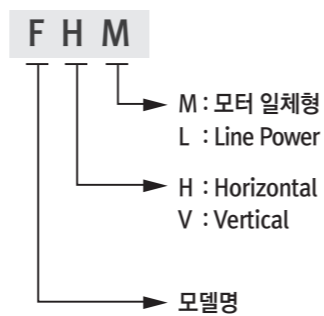 F H M
M : 모터 일체형
L : Line Power
H : Horizontal
V : Vertical
모델명